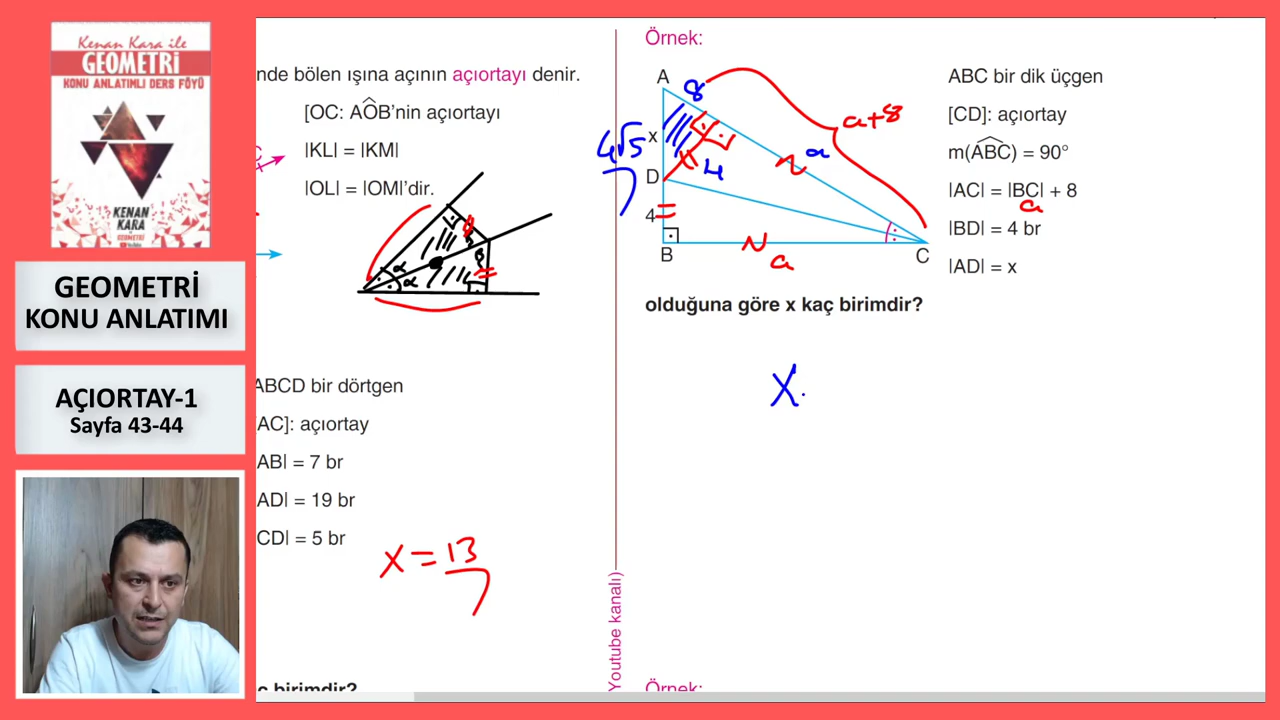 Kenan Kara ile
GEOMETRİ
KONU ANLATIMLI DERS FÖYÜ
KENAN
KARA
GEOMETRİ
YouTube
GEOMETRİ
KONU ANLATIMI
AÇIORTAY-1
Sayfa 43-44
nde bölen ışına açının açıortayı denir.
[OC: AOB'nin açıortayı
|KL| = |KM|
|OL| = |OM|'dir.
α
α
ABCD bir dörtgen
AC]: açıortay
AB| = 7 br
AD| = 19 br
CD| = 5 br
x = 13
ç birimdir?
Youtube kanalı)
Örnek:
A
8
a+8
x
4√5
a
D
4
4
B
a
C
ABC bir dik üçgen
[CD]: açıortay
m(ABC) = 90°
|AC| = |BC| + 8
a
|BD| = 4 br
|AD| = x
olduğuna göre x kaç birimdir?
X
Örnek: